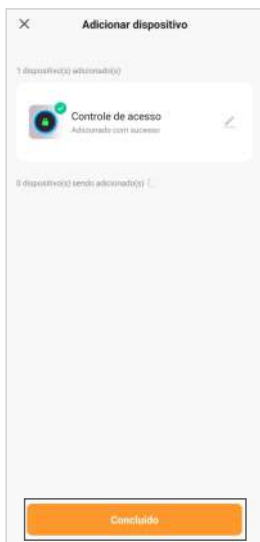 Adicionar dispositivo
1 dispositivo(s) adicionado(s)
Controle de acesso
Adicionado com sucesso
0 dispositivo(s) sendo adicionado(s)
Concluído